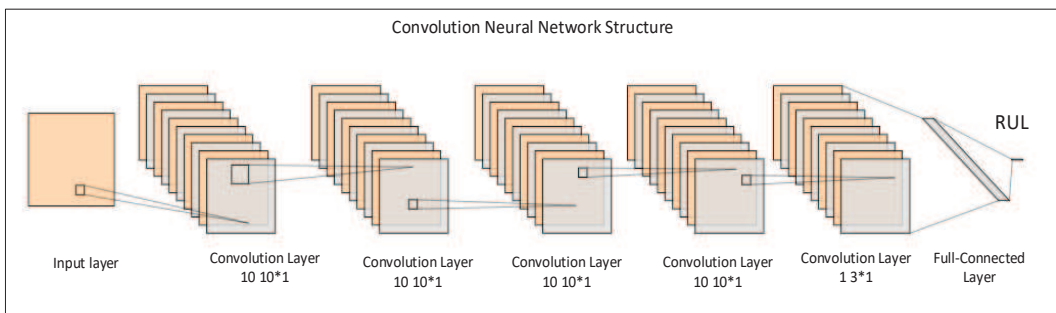 Convolution Neural Network Structure
RUL
Input layer
Convolution Layer
10 10*1
Convolution Layer
10 10*1
Convolution Layer
10 10*1
Convolution Layer
10 10*1
Convolution Layer
1 3*1
Full-Connected
Layer